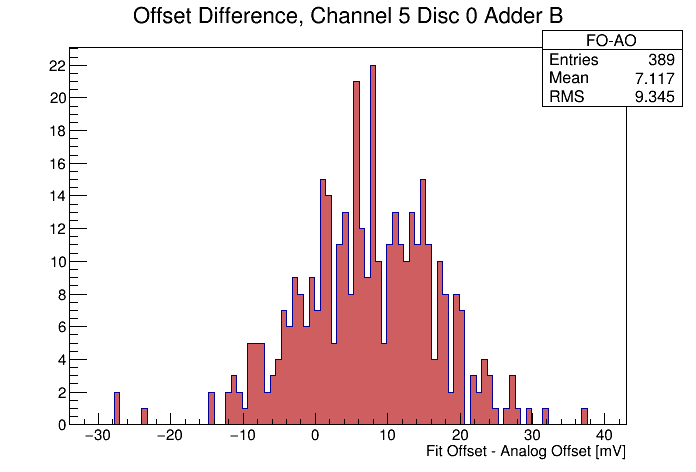 Offset Difference, Channel 5 Disc 0 Adder B
FO-AO
Entries 389
Mean 7.117
RMS 9.345
22
20
18
16
14
12
10
8
6
4
2
0
−30 −20 −10 0 10 20 30 40
Fit Offset - Analog Offset [mV]